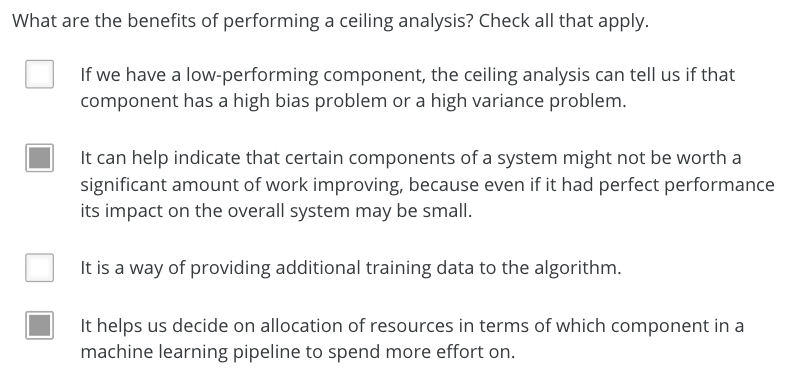 What are the benefits of performing a ceiling analysis? Check all that apply.
If we have a low-performing component, the ceiling analysis can tell us if that
component has a high bias problem or a high variance problem.
It can help indicate that certain components of a system might not be worth a
significant amount of work improving, because even if it had perfect performance
its impact on the overall system may be small.
It is a way of providing additional training data to the algorithm.
It helps us decide on allocation of resources in terms of which component in a
machine learning pipeline to spend more effort on.